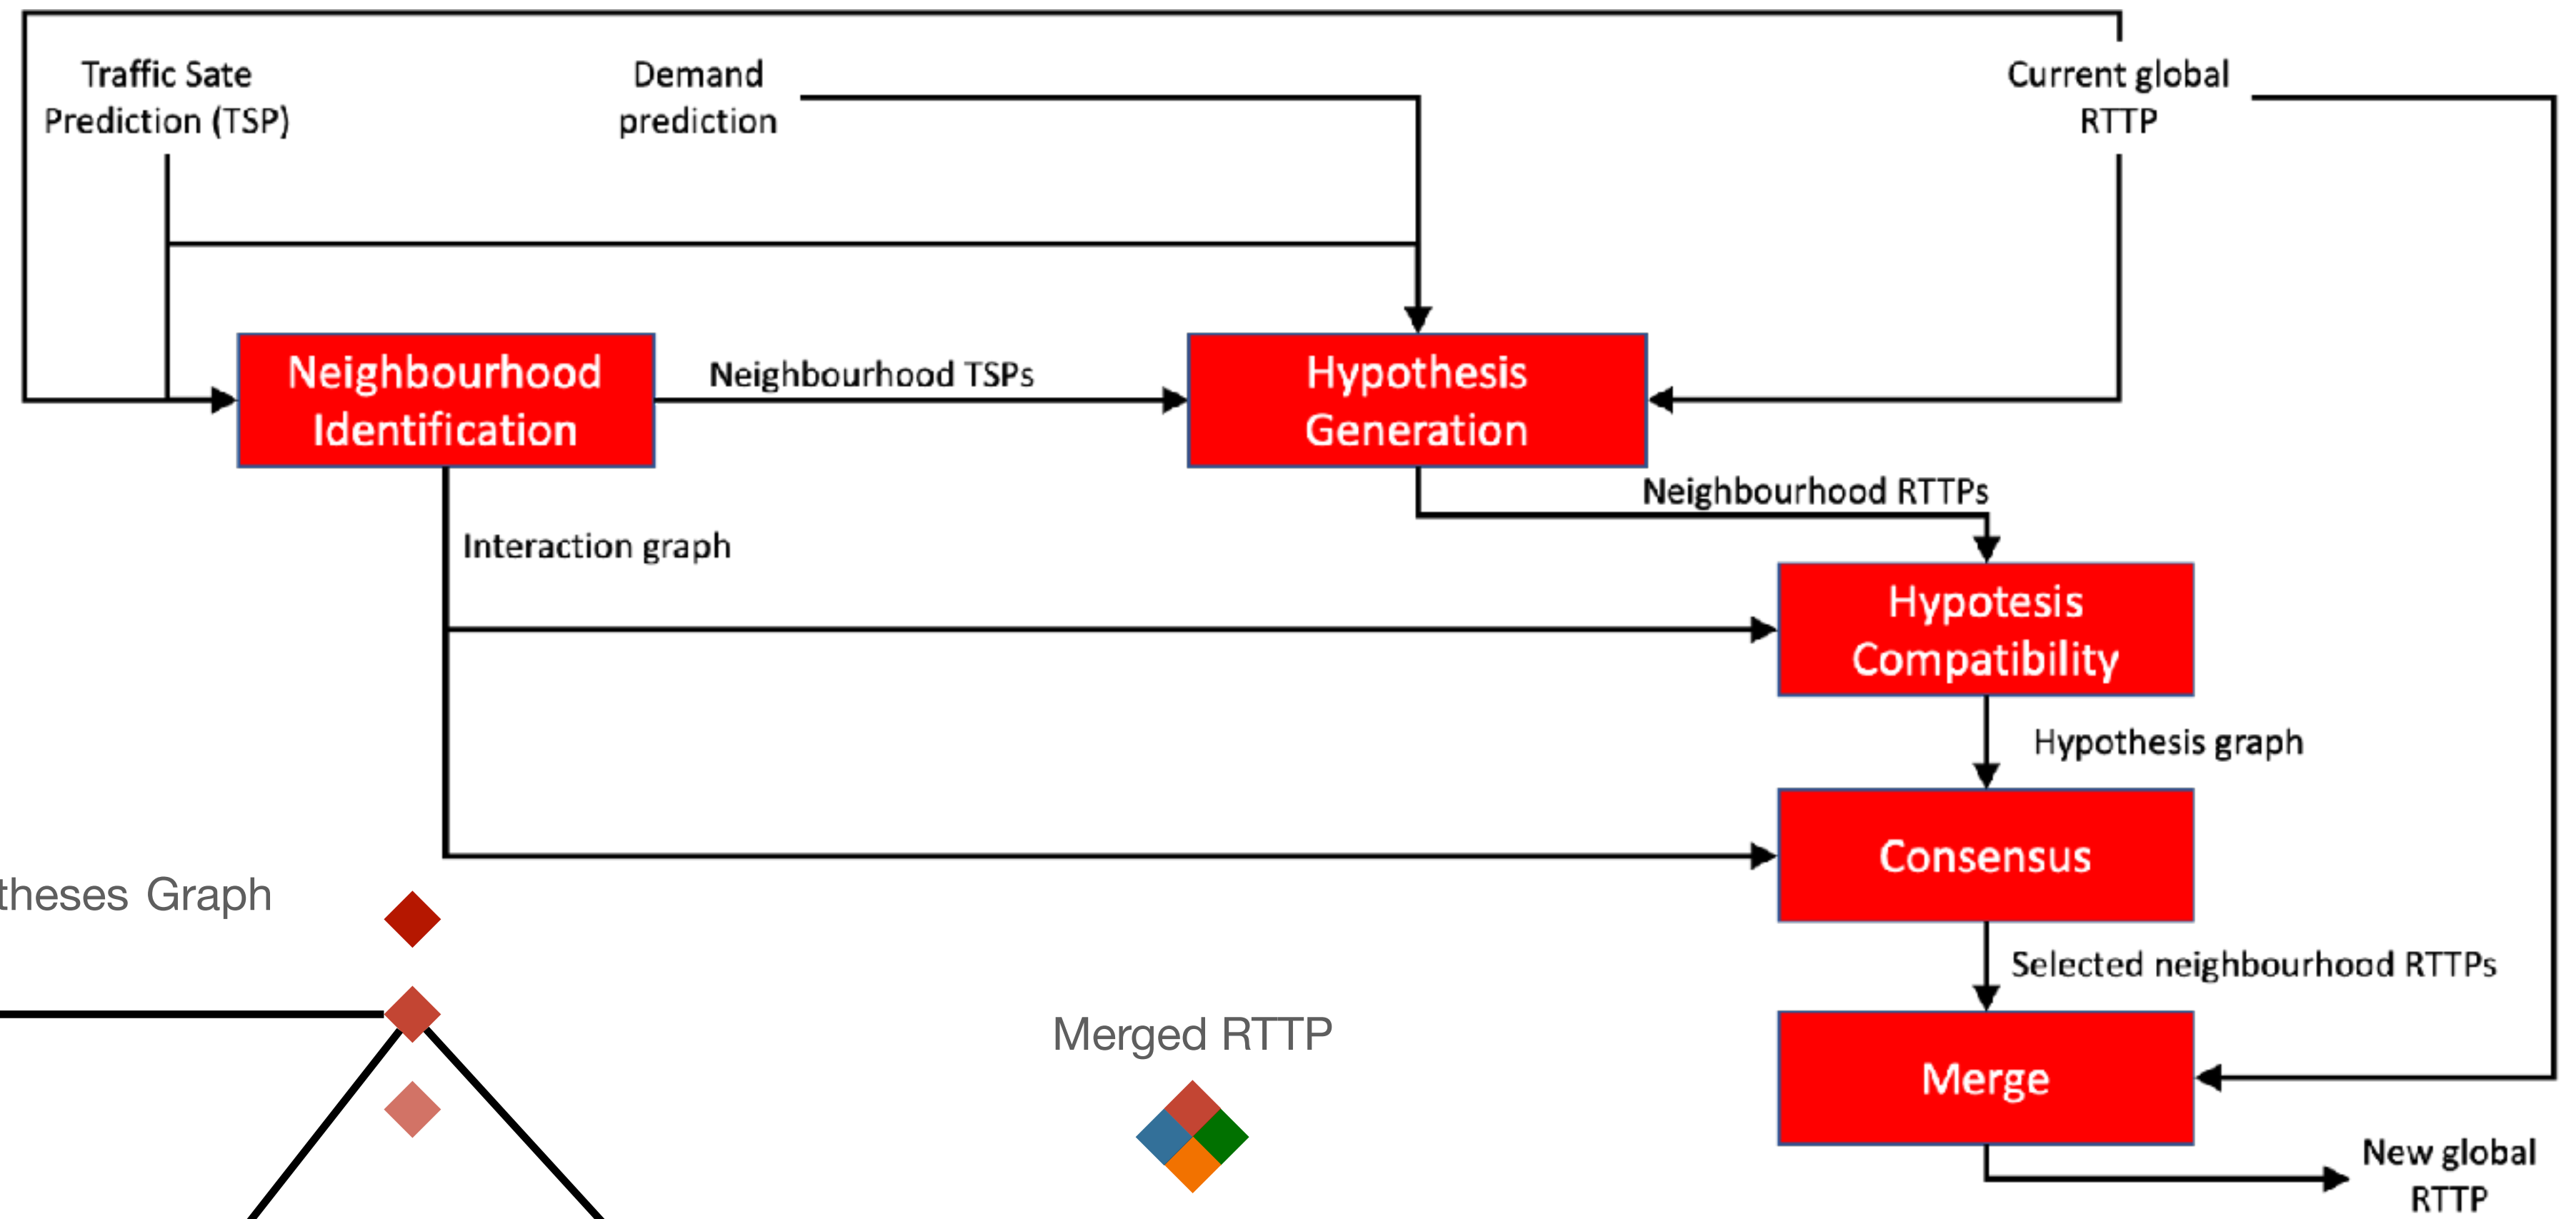 Traffic Sate
Prediction (TSP)
Demand
prediction
Current global
RTTP
Neighbourhood
Identification
Neighbourhood TSPs
Hypothesis
Generation
Neighbourhood RTTPs
Interaction graph
Hypotesis
Compatibility
Hypothesis graph
Consensus
theses Graph
Selected neighbourhood RTTPs
Merged RTTP
Merge
New global
RTTP